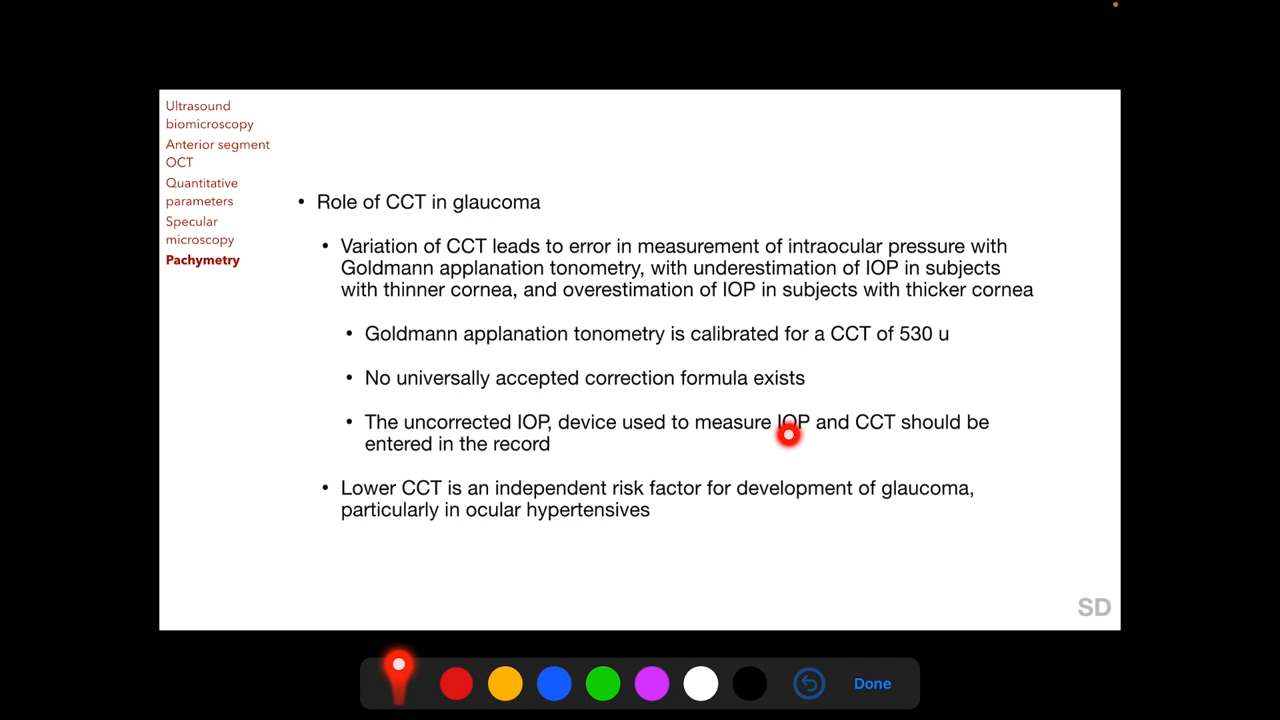 Ultrasound
biomicroscopy
Anterior segment
OCT
Quantitative
parameters
Specular
microscopy
Pachymetry
• Role of CCT in glaucoma
• Variation of CCT leads to error in measurement of intraocular pressure with
Goldmann applanation tonometry, with underestimation of IOP in subjects
with thinner cornea, and overestimation of IOP in subjects with thicker cornea
• Goldmann applanation tonometry is calibrated for a CCT of 530 u
• No universally accepted correction formula exists
• The uncorrected IOP, device used to measure IOP and CCT should be
entered in the record
• Lower CCT is an independent risk factor for development of glaucoma,
particularly in ocular hypertensives
SD
Done